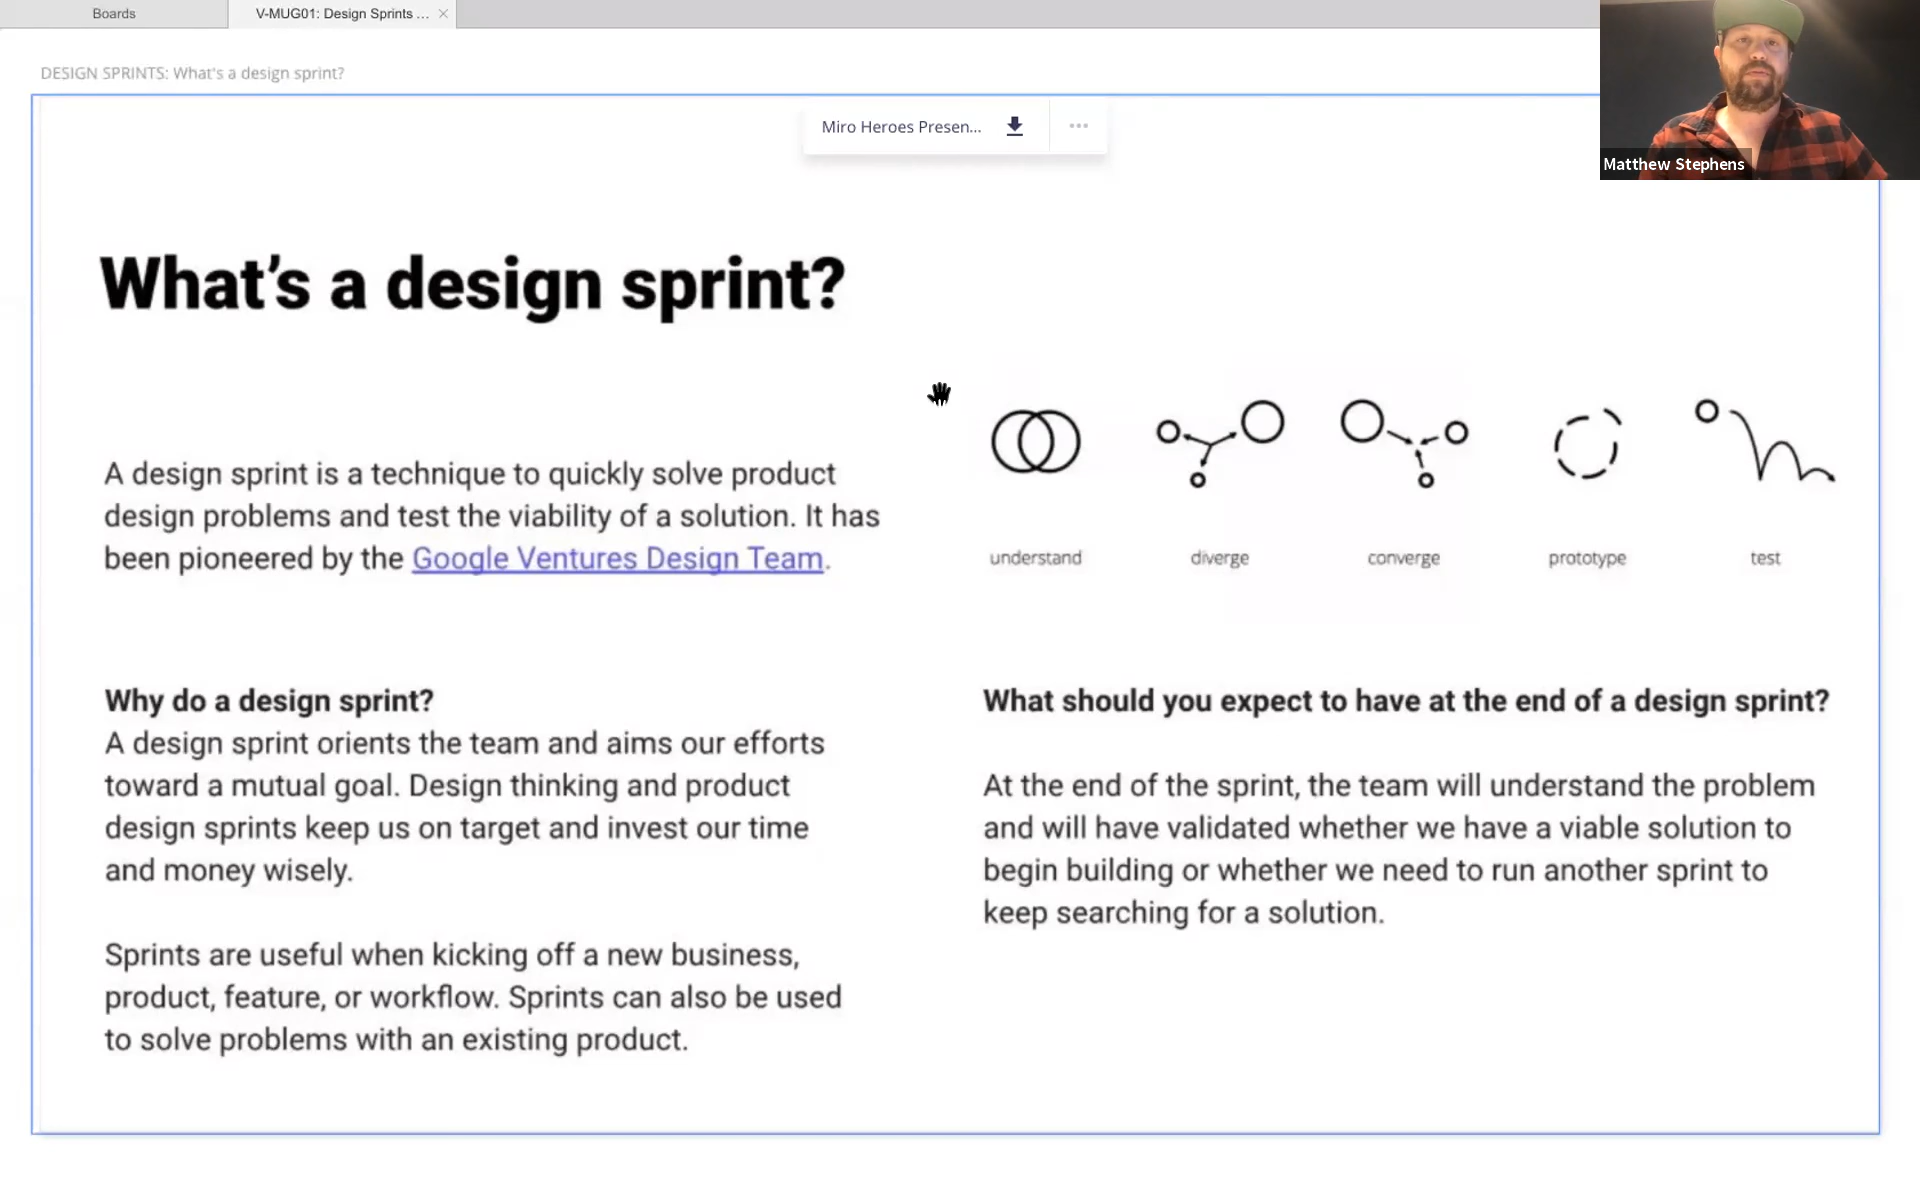 Boards
V-MUG01: Design Sprints ...
DESIGN SPRINTS: What's a design sprint?
Miro Heroes Presen...
Matthew Stephens
What’s a design sprint?
A design sprint is a technique to quickly solve product
design problems and test the viability of a solution. It has
been pioneered by the Google Ventures Design Team.
understand
diverge
converge
prototype
test
Why do a design sprint?
A design sprint orients the team and aims our efforts
toward a mutual goal. Design thinking and product
design sprints keep us on target and invest our time
and money wisely.
Sprints are useful when kicking off a new business,
product, feature, or workflow. Sprints can also be used
to solve problems with an existing product.
What should you expect to have at the end of a design sprint?
At the end of the sprint, the team will understand the problem
and will have validated whether we have a viable solution to
begin building or whether we need to run another sprint to
keep searching for a solution.